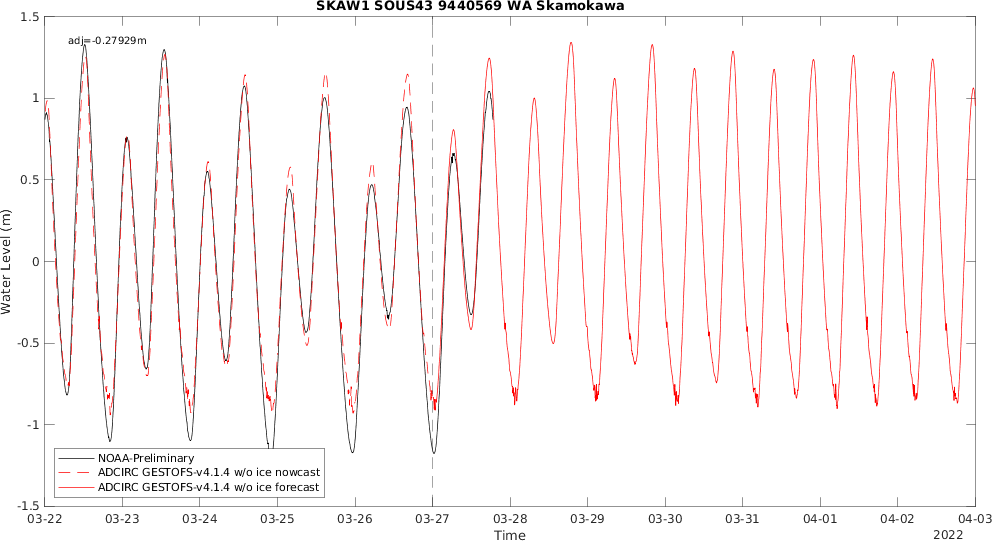 SKAW1 SOUS43 9440569 WA Skamokawa
adj=-0.27929m
Water Level (m)
1.5
1
0.5
0
-0.5
-1
-1.5
NOAA-Preliminary
ADCIRC GESTOFS-v4.1.4 w/o ice nowcast
ADCIRC GESTOFS-v4.1.4 w/o ice forecast
03-22 03-23 03-24 03-25 03-26 03-27 03-28 03-29 03-30 03-31 04-01 04-02 04-03
Time
2022